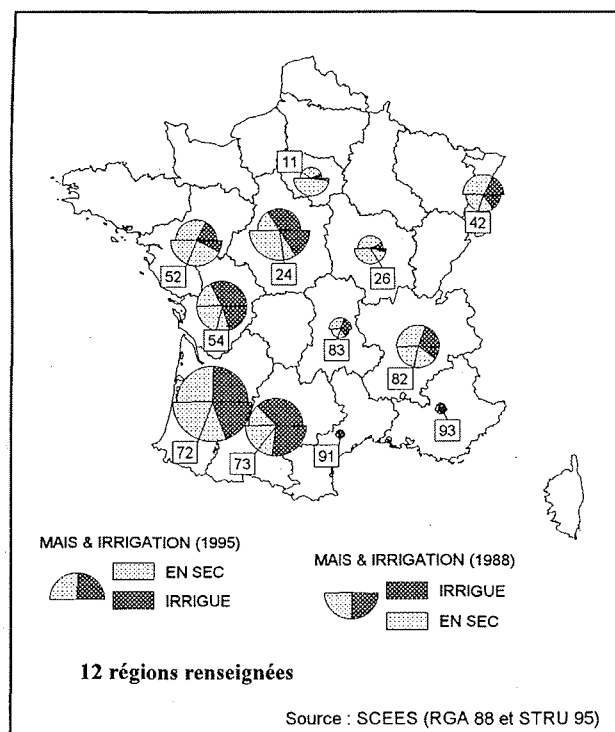 11
42
52
24
26
54
83
82
93
72
73
91
MAIS & IRRIGATION (1995)
EN SEC
IRRIGUE
MAIS & IRRIGATION (1988)
IRRIGUE
EN SEC
12 régions renseignées
Source : SCEES (RGA 88 et STRU 95)